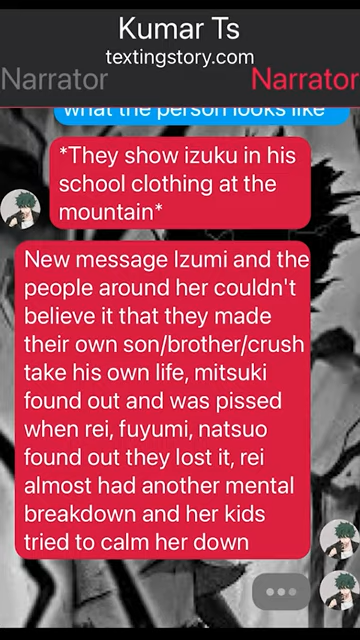 Kumar Ts
textingstory.com
Narrator
Narrator
what the person looks like
*They show izuku in his
school clothing at the
mountain*
New message Izumi and the
people around her couldn't
believe it that they made
their own son/brother/crush
take his own life, mitsuki
found out and was pissed
when rei, fuyumi, natsuo
found out they lost it, rei
almost had another mental
breakdown and her kids
tried to calm her down